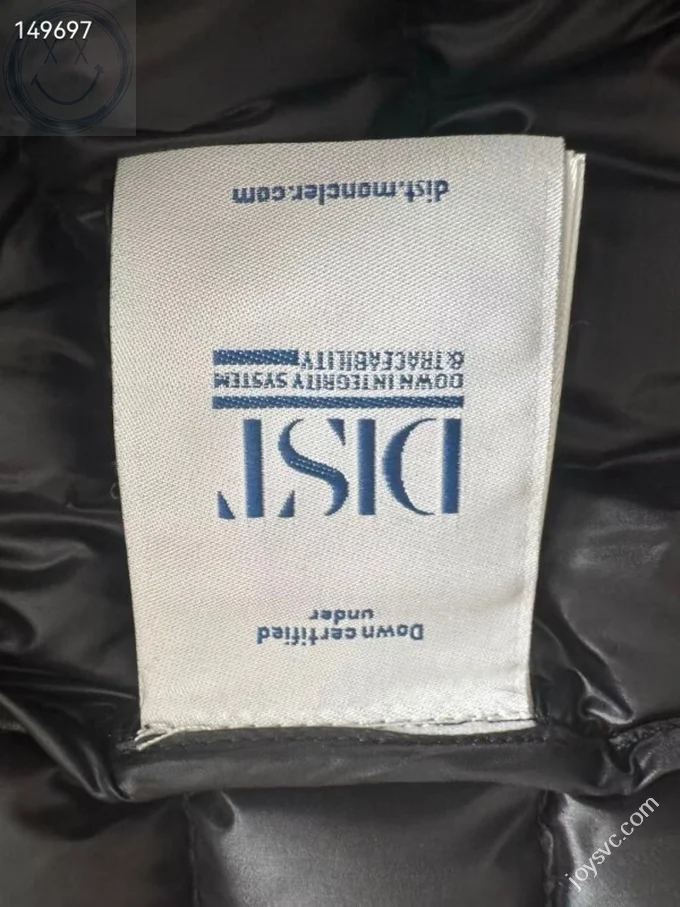 149697
Down certified
under
DIST
DOWN INTEGRITY SYSTEM
& TRACEABILITY
dist.moncler.com
joysvc.com